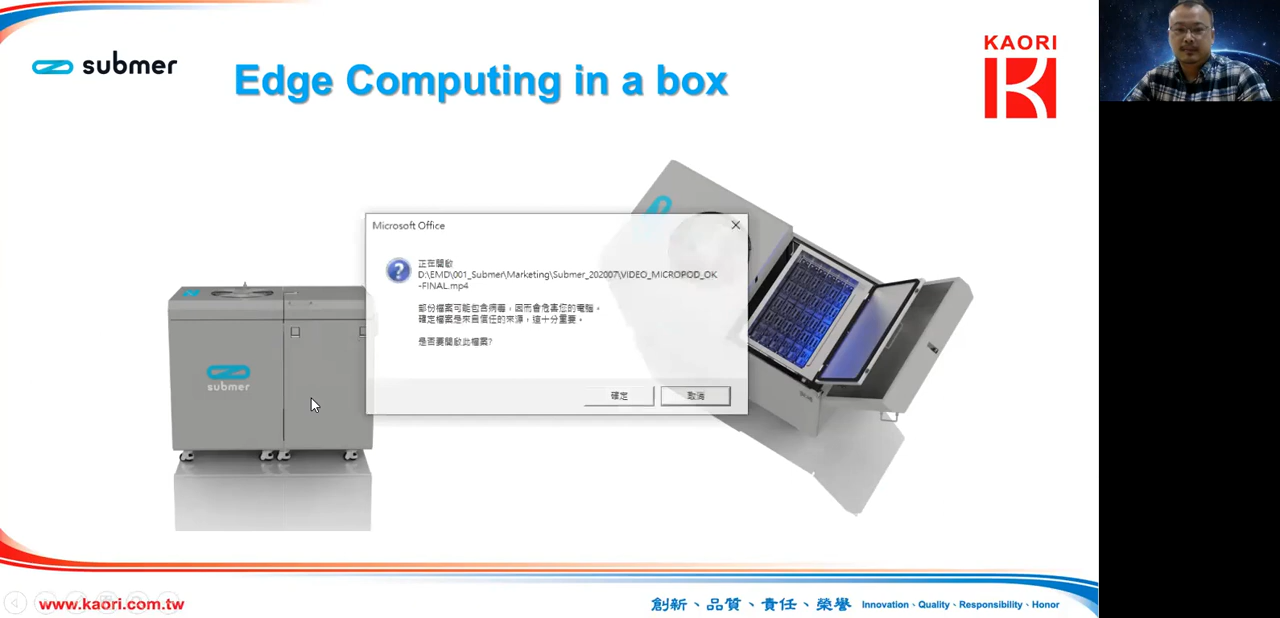 submer
Edge Computing in a box
KAORI
Microsoft Office
正在開啟
D:\EMD\001_Submer\Marketing\Submer_202007\VIDEO_MICROPOD_OK
-FINAL.mp4
部份檔案可能包含病毒，因而會危害您的電腦。
確定檔案是來自信任的來源，這十分重要。
是否要開啟此檔案?
確定
取消
submer
www.kaori.com.tw
創新、品質、責任、榮譽 Innovation、Quality、Responsibility、Honor